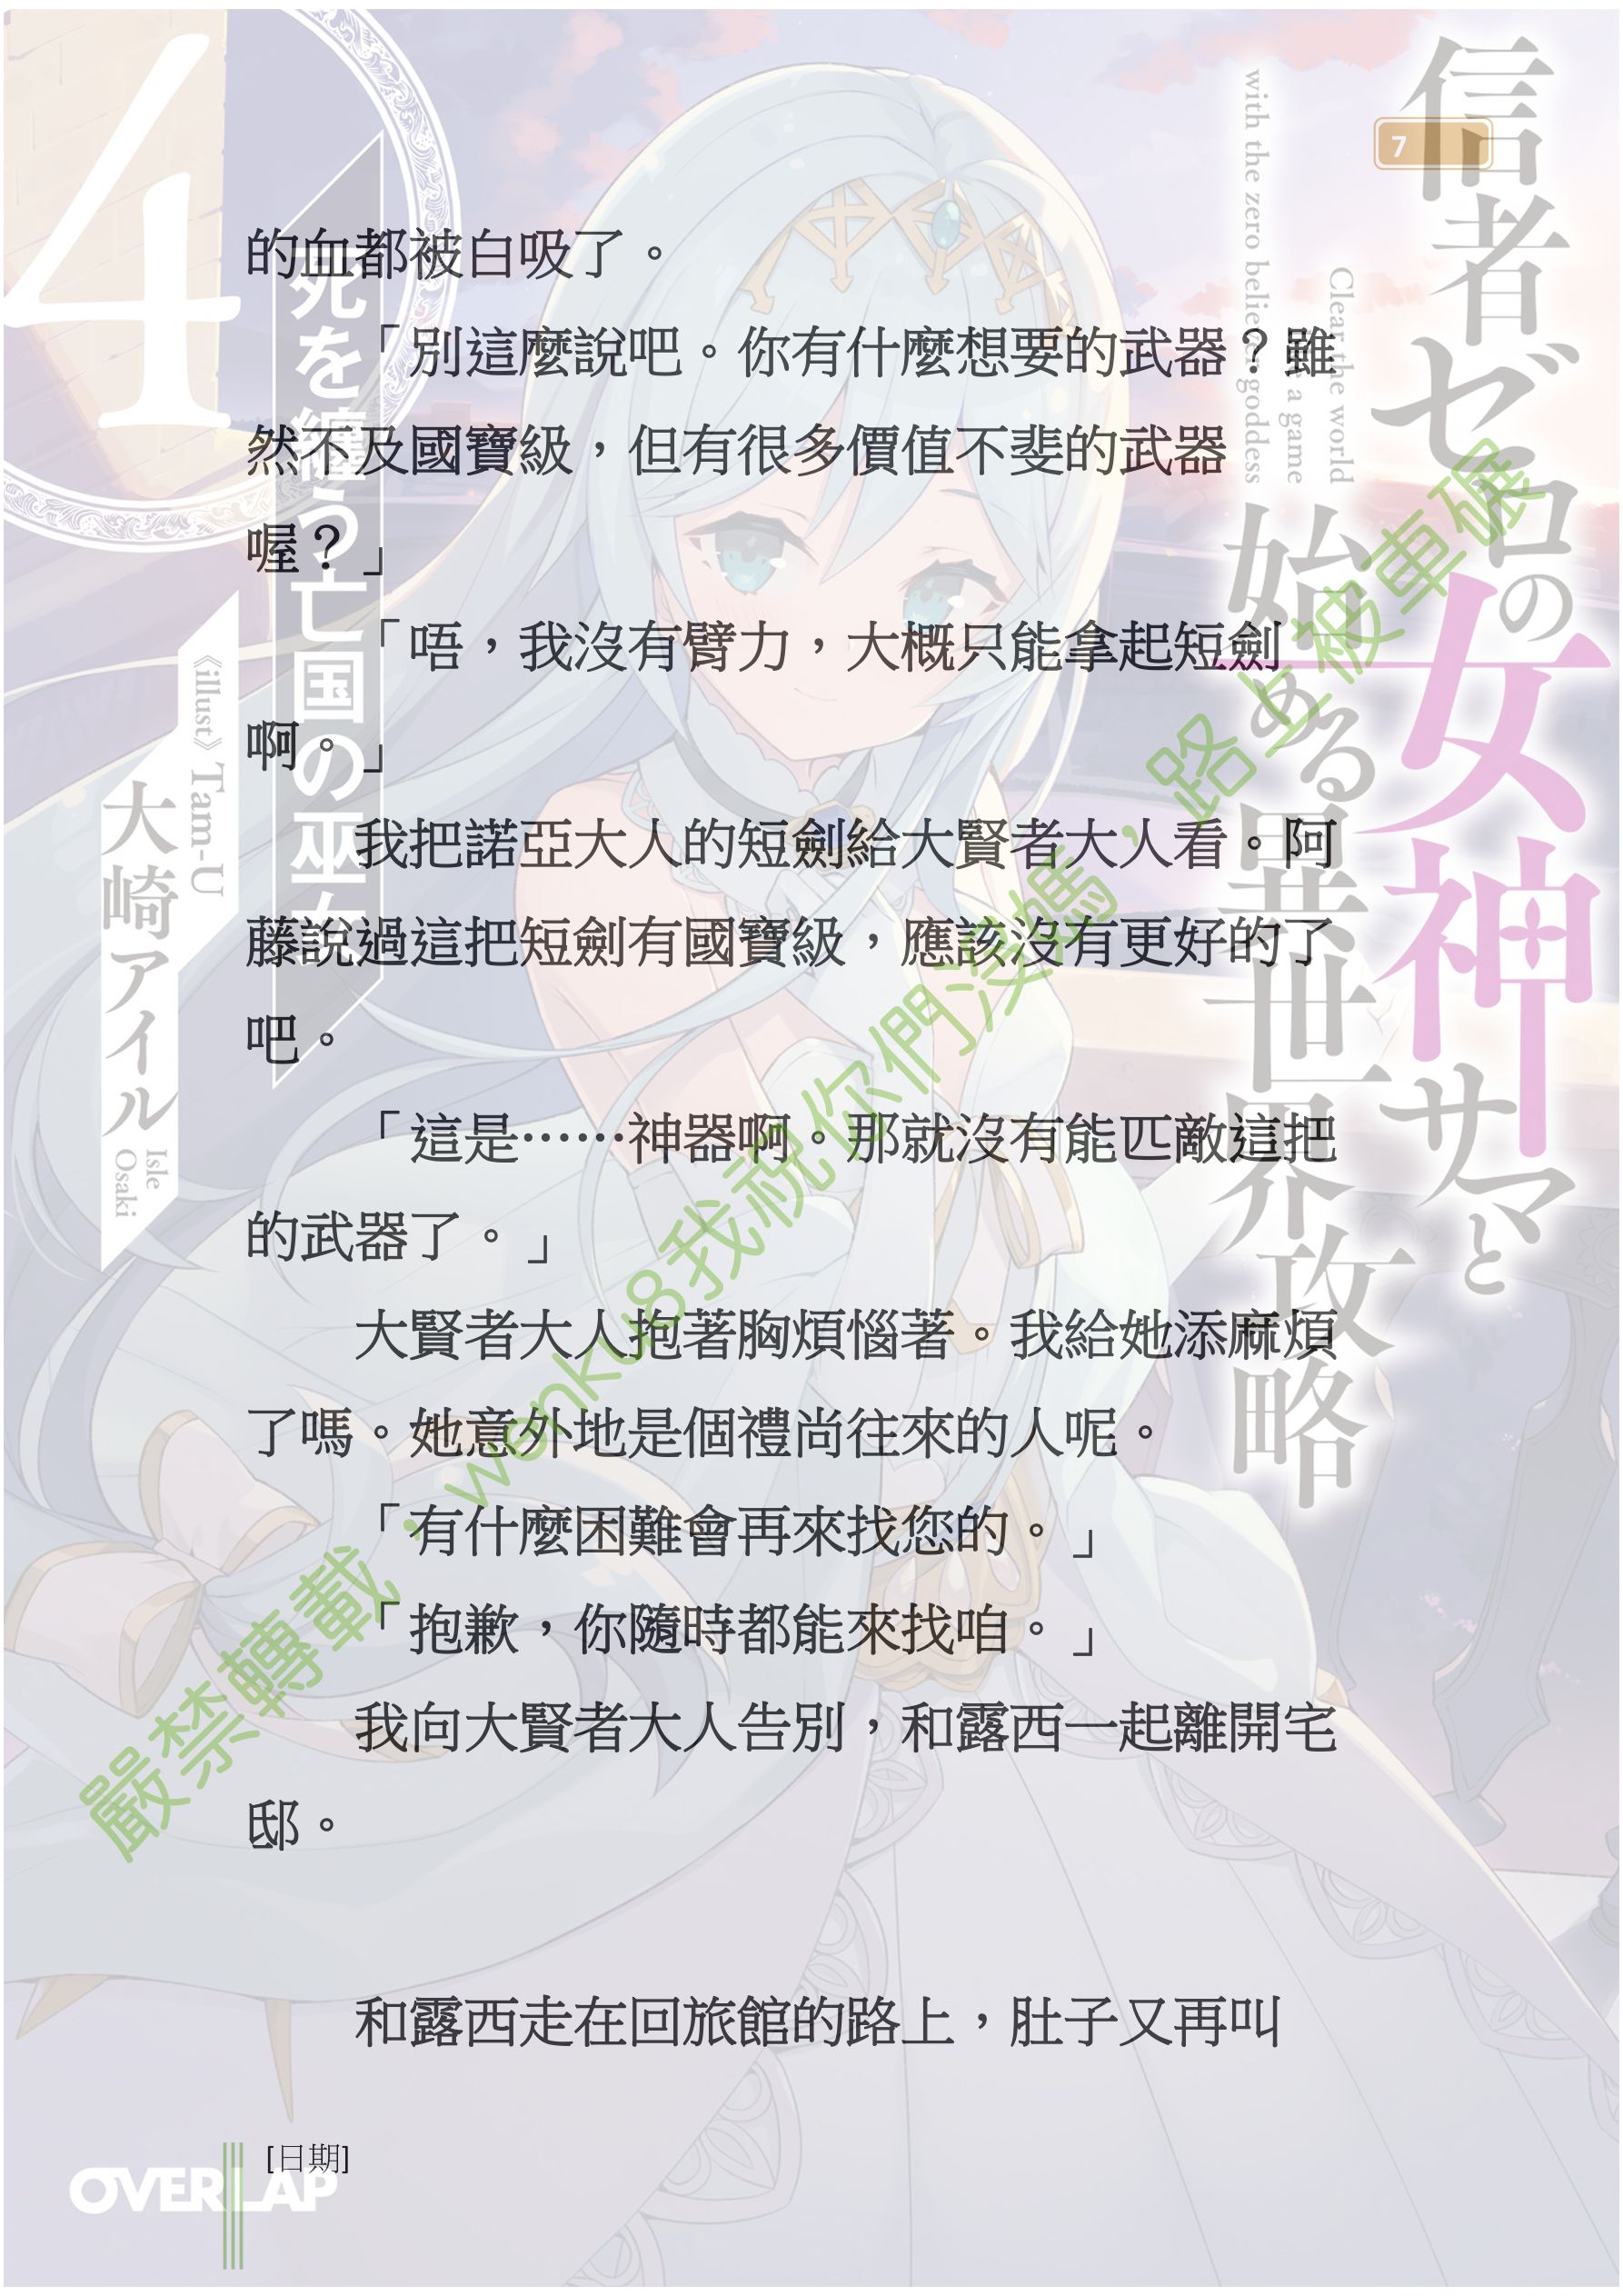 7
的血都被白吸了。
「別這麼說吧。你有什麼想要的武器？雖
然不及國寶級，但有很多價值不斐的武器
喔？」
「唔，我沒有臂力，大概只能拿起短劍
啊。」
我把諾亞大人的短劍給大賢者大人看。阿
藤說過這把短劍有國寶級，應該沒有更好的了
吧。
「這是……神器啊。那就沒有能匹敵這把
的武器了。」
大賢者大人抱著胸煩惱著。我給她添麻煩
了嗎。她意外地是個禮尚往來的人呢。
「有什麼困難會再來找您的。」
「抱歉，你隨時都能來找咱。」
我向大賢者大人告別，和露西一起離開宅
邸。
和露西走在回旅館的路上，肚子又再叫
[日期]
信者ゼロの女神サマと
始める異世界攻略
Clear the world
like a game
with the zero believer goddess
4
死を纏う亡国の巫女
《illust》Tam-U
大崎アイル
Isle
Osaki
OVERLAP
嚴禁轉載，wenku8我祝你們沒媽，路上被車碾